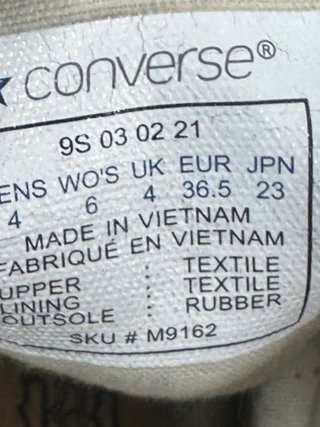 converse®
9S 03 02 21
ENS WO'S UK EUR JPN
4 6 4 36.5 23
MADE IN VIETNAM
FABRIQUÉ EN VIETNAM
UPPER : TEXTILE
LINING : TEXTILE
OUTSOLE : RUBBER
SKU # M9162